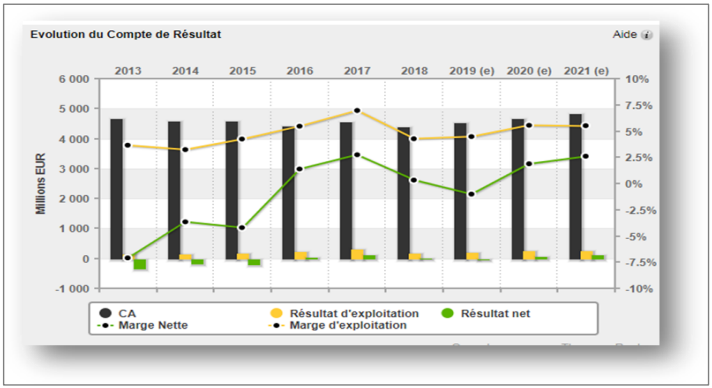 Evolution du Compte de Résultat Aide
2013 2014 2015 2016 2017 2018 2019 (e) 2020 (e) 2021 (e)
6 000 10%
5 000 7.5%
4 000 5%
3 000 2.5%
2 000 0%
1 000 -2.5%
0 -5%
-1 000 -7.5%
-10%
Millions EUR
CA Résultat d'exploitation Résultat net
Marge Nette Marge d'exploitation